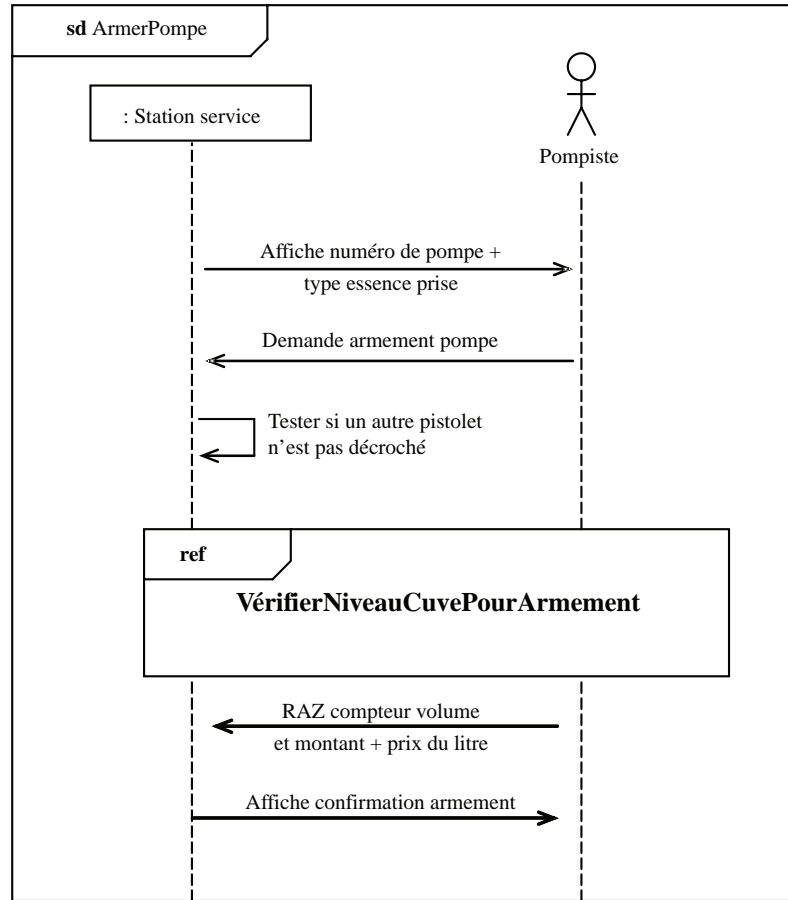 sd ArmerPompe
: Station service
Pompiste
Affiche numéro de pompe +
type essence prise
Demande armement pompe
Tester si un autre pistolet
n’est pas décroché
ref
VérifierNiveauCuvePourArmement
RAZ compteur volume
et montant + prix du litre
Affiche confirmation armement